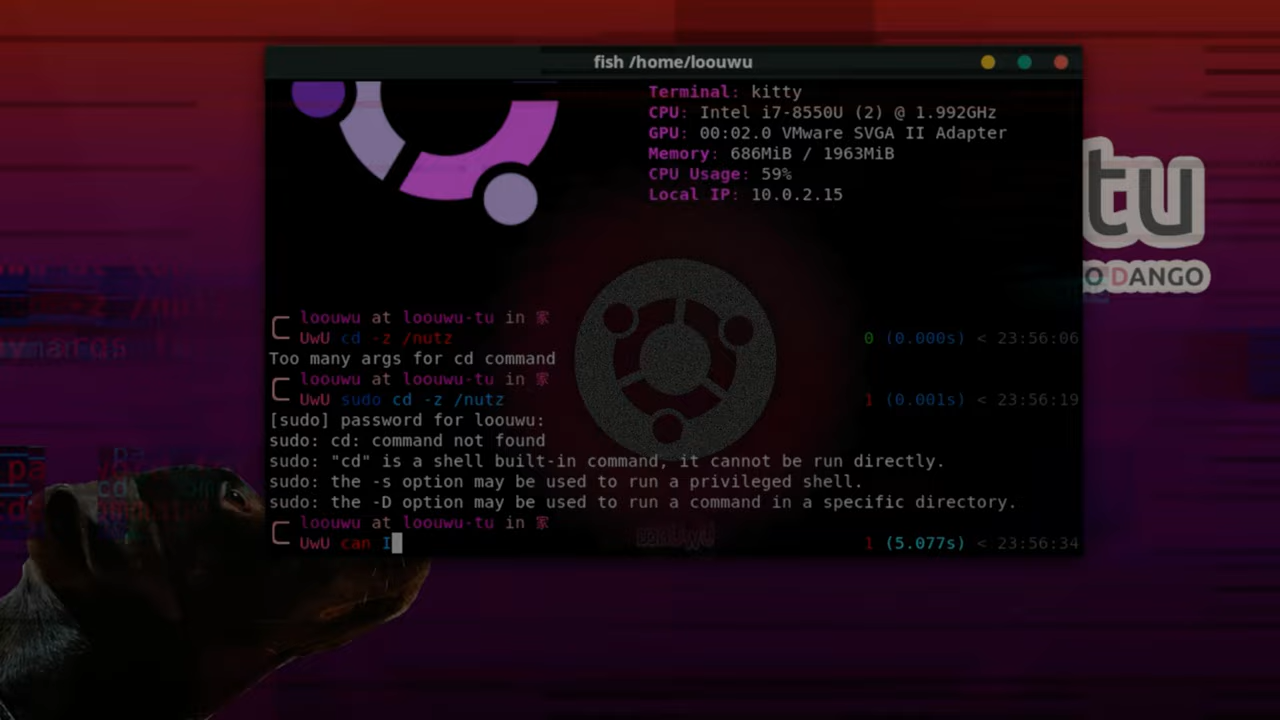 fish /home/loouwu
Terminal: kitty
CPU: Intel i7-8550U (2) @ 1.992GHz
GPU: 00:02.0 VMware SVGA II Adapter
Memory: 686MiB / 1963MiB
CPU Usage: 59%
Local IP: 10.0.2.15
tu
O DANGO
loouwu at loouwu-tu in 家
UwU cd -z /nutz 0 (0.000s) < 23:56:06
Too many args for cd command
loouwu at loouwu-tu in 家
UwU sudo cd -z /nutz 1 (0.001s) < 23:56:19
[sudo] password for loouwu:
sudo: cd: command not found
sudo: "cd" is a shell built-in command, it cannot be run directly.
sudo: the -s option may be used to run a privileged shell.
sudo: the -D option may be used to run a command in a specific directory.
loouwu at loouwu-tu in 家
UwU can I 1 (5.077s) < 23:56:34